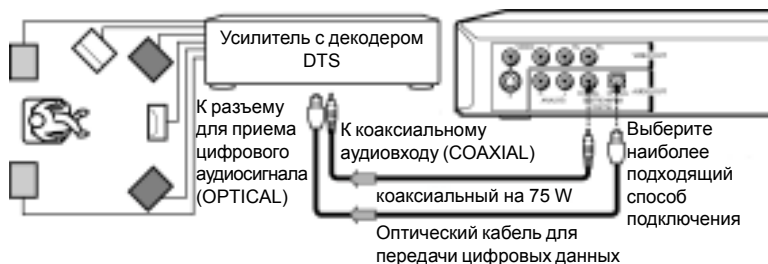 Усилитель с декодером
DTS
К разъему
для приема
цифрового
аудиосигнала
(OPTICAL)
К коаксиальному
аудиовходу (COAXIAL)
коаксиальный на 75 W
Оптический кабель для
передачи цифровых данных
Выберите
наиболее
подходящий
способ
подключения